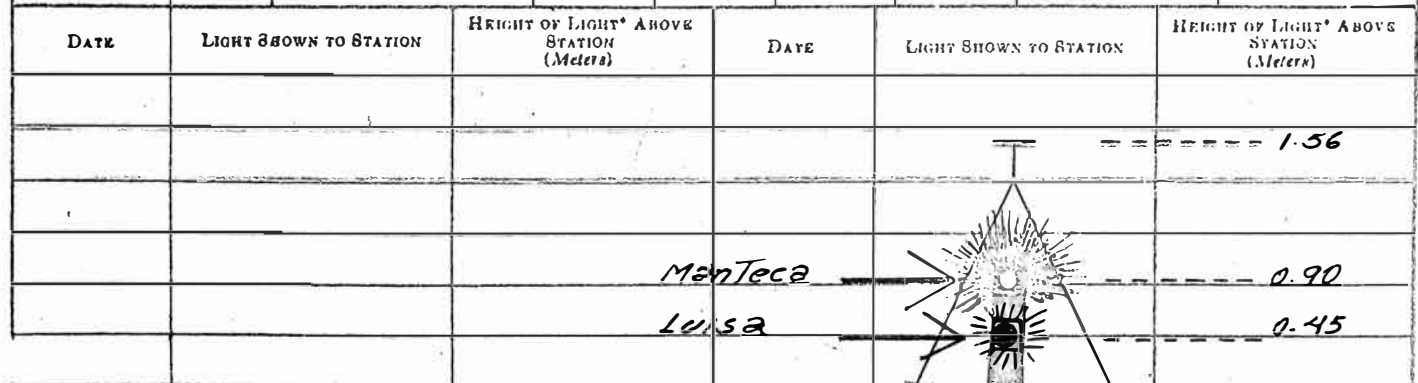 DATE LIGHT SHOWN TO STATION HEIGHT OF LIGHT* ABOVE STATION (Meters) DATE LIGHT SHOWN TO STATION HEIGHT OF LIGHT* ABOVE STATION (Meters)
1.56
ManTeca 0.90
Luisa 0.45